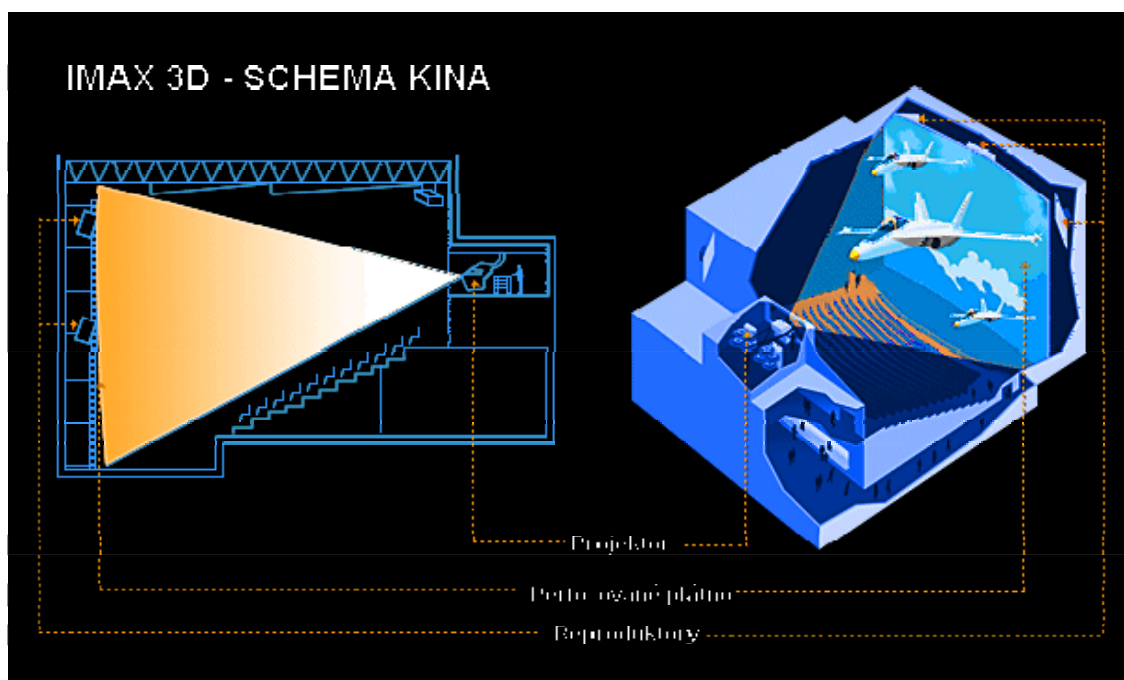 IMAX 3D - SCHEMA KINA
Projektor
Perforované plátno
Reproduktory